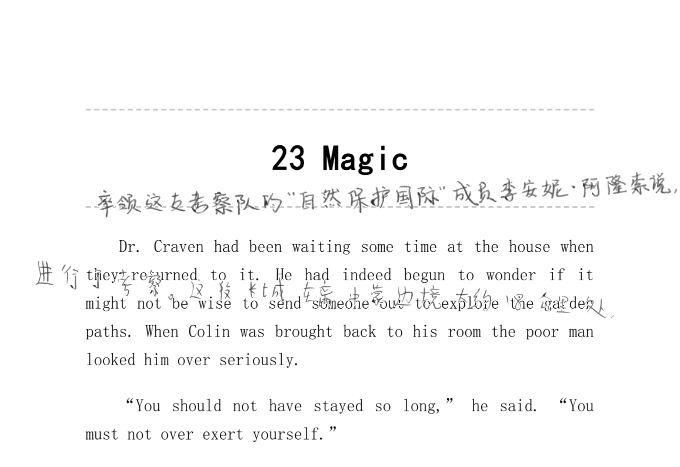 23 Magic
率领这支考察队的“自然保护国际”成员李安妮·阿隆索说,
Dr. Craven had been waiting some time at the house when
进行了考察。这段
they returned to it. He had indeed begun to wonder if it
might not be wise to send someone out to explore the garden
paths. When Colin was brought back to his room the poor man
looked him over seriously.
“You should not have stayed so long,” he said. “You
must not over exert yourself.”